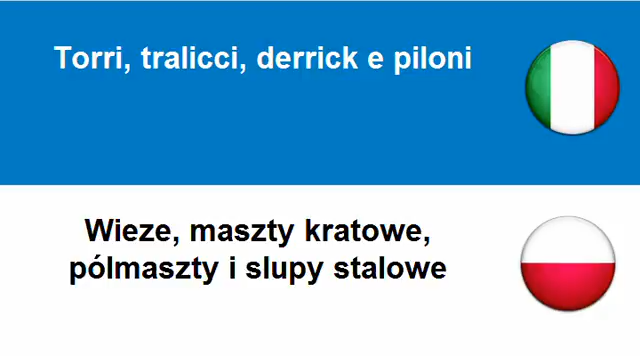 Torri, tralicci, derrick e piloni
Wieze, maszty kratowe,
pólmaszty i slupy stalowe